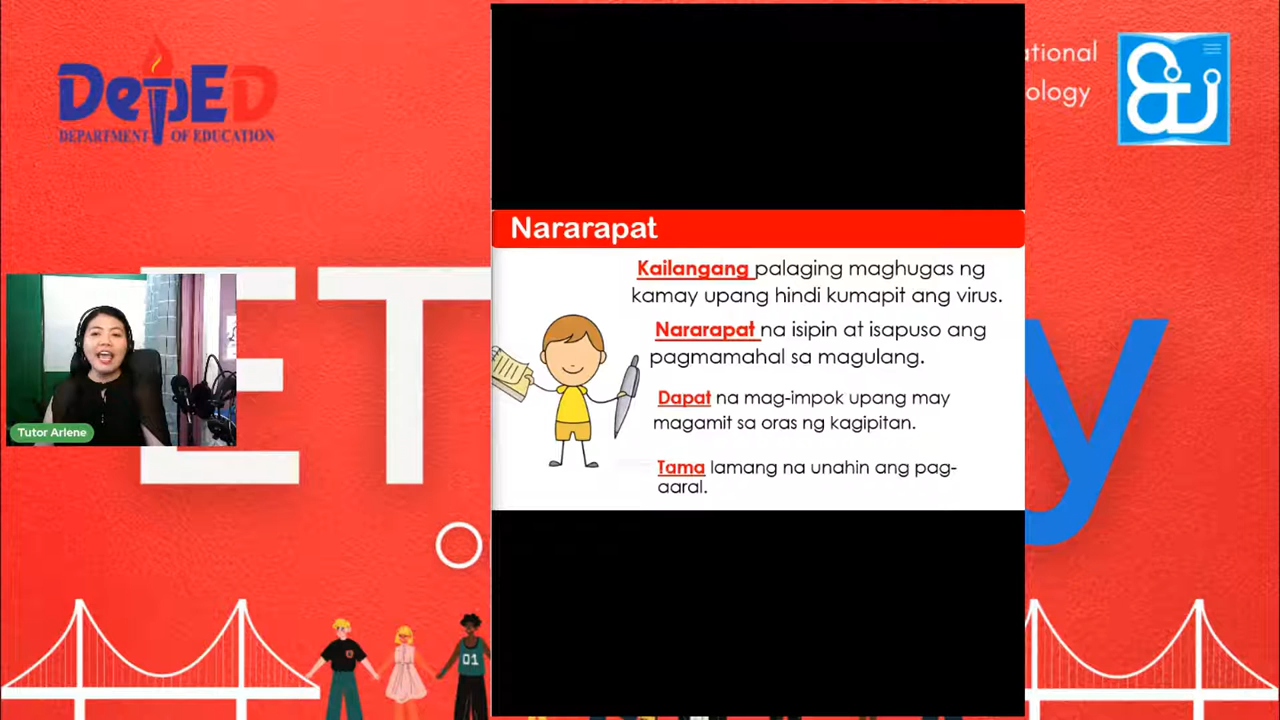 DepED
DEPARTMENT OF EDUCATION
ational
ology
ET
y
Tutor Arlene
01
Nararapat
Kailangang palaging maghugas ng
kamay upang hindi kumapit ang virus.
Nararapat na isipin at isapuso ang
pagmamahal sa magulang.
Dapat na mag-impok upang may
magamit sa oras ng kagipitan.
Tama lamang na unahin ang pag-
aaral.